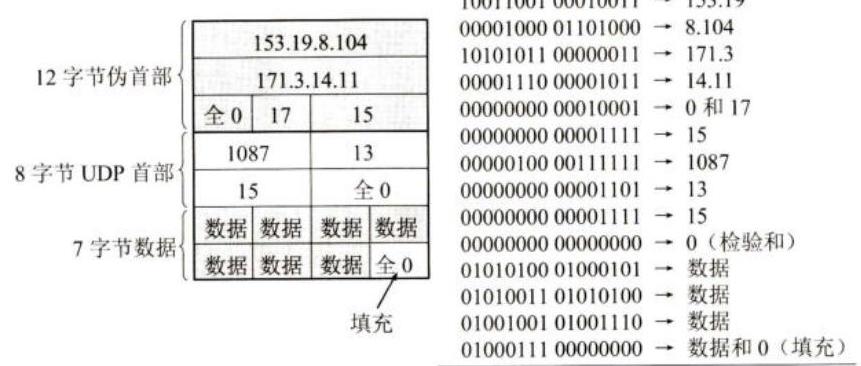 12 字节伪首部
153.19.8.104
171.3.14.11
全 0 17 15
8 字节 UDP 首部
1087 13
15 全 0
7 字节数据
数据 数据 数据 数据
数据 数据 数据 全 0
填充
10011001 00010011 → 153.19
00001000 01101000 → 8.104
10101011 00000011 → 171.3
00001110 00001011 → 14.11
00000000 00010001 → 0 和 17
00000000 00001111 → 15
00000100 00111111 → 1087
00000000 00001101 → 13
00000000 00001111 → 15
00000000 00000000 → 0（检验和）
01010100 01000101 → 数据
01010011 01010100 → 数据
01001001 01001110 → 数据
01000111 00000000 → 数据和 0（填充）